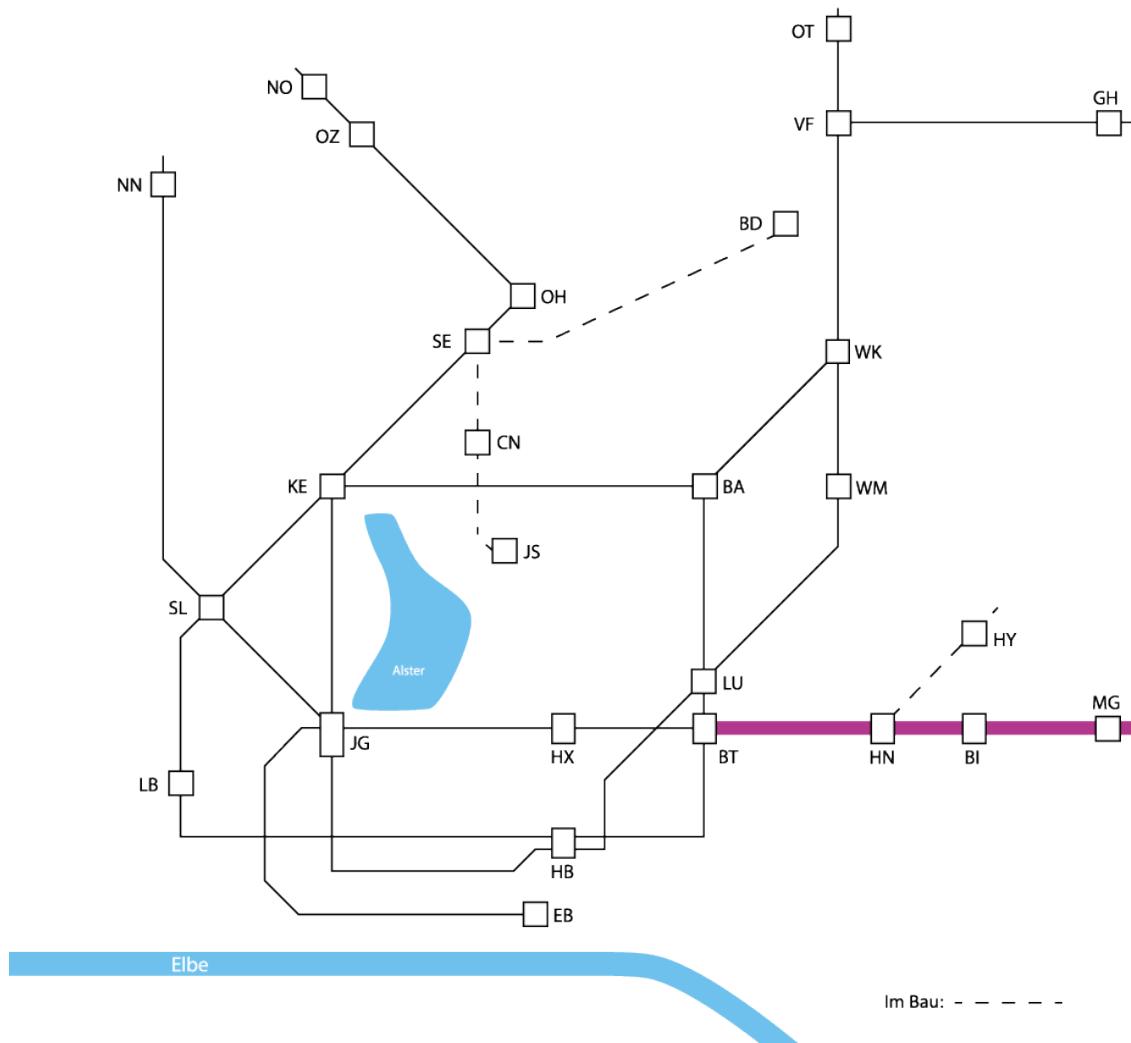 OT
NO
GH
VF
OZ
NN
BD
OH
SE
WK
CN
KE
BA
WM
JS
SL
HY
Alster
LU
MG
JG
HX
BT
HN
BI
LB
HB
EB
Elbe
Im Bau: